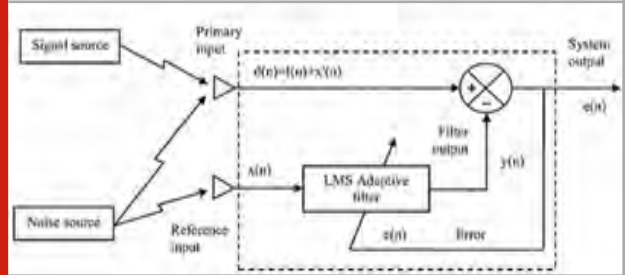 Signal source
Primary
input
System
output
d(n)=f(n)+x'(n)
+
−
e(n)
Filter
output
y(n)
x(n)
LMS Adaptive
filter
Noise source
Reference
input
e(n)
Error